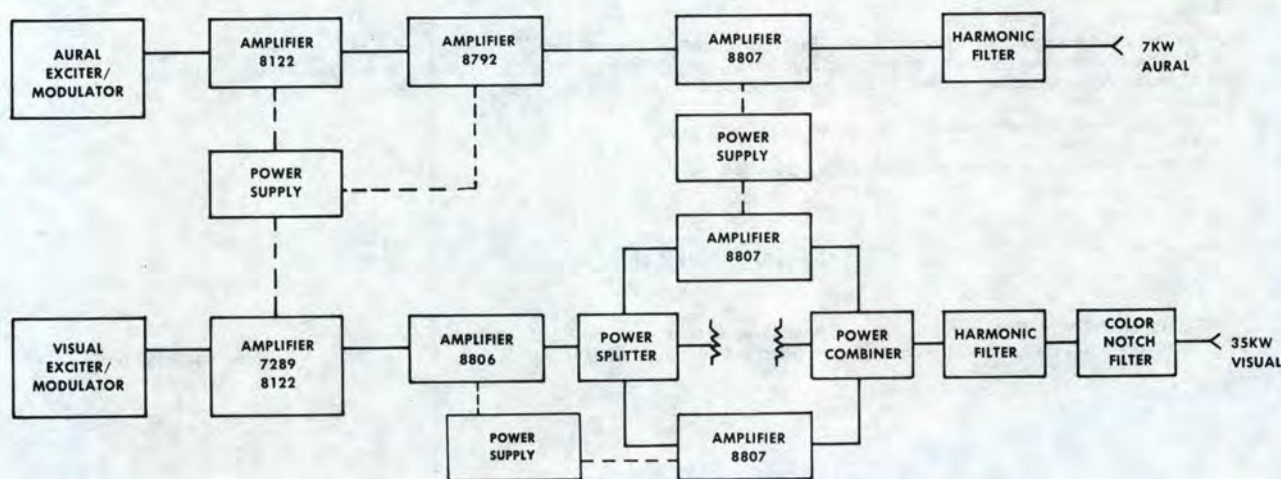 AURAL
EXCITER/
MODULATOR
AMPLIFIER
8122
AMPLIFIER
8792
AMPLIFIER
8807
HARMONIC
FILTER
7KW
AURAL
POWER
SUPPLY
POWER
SUPPLY
AMPLIFIER
8807
VISUAL
EXCITER/
MODULATOR
AMPLIFIER
7289
8122
AMPLIFIER
8806
POWER
SPLITTER
POWER
COMBINER
HARMONIC
FILTER
COLOR
NOTCH
FILTER
35KW
VISUAL
POWER
SUPPLY
AMPLIFIER
8807